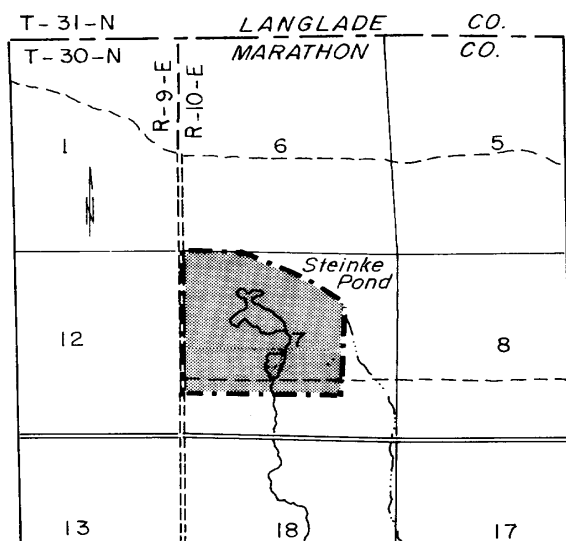 T-31-N LANGLADE CO.
T-30-N MARATHON CO.
R-9-E
R-10-E
1 6 5
Steinke
Pond
12 7 8
13 18 17